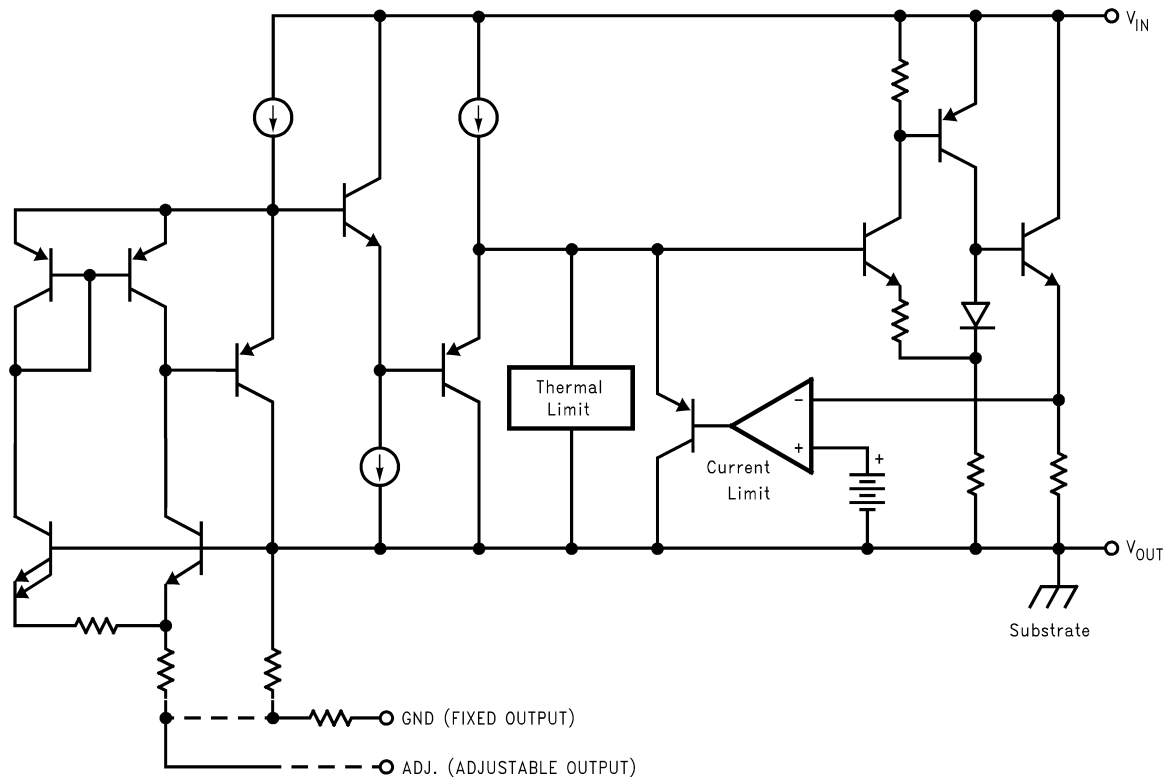 V_IN
Thermal
Limit
−
+
+
Current
Limit
V_OUT
Substrate
GND (FIXED OUTPUT)
ADJ. (ADJUSTABLE OUTPUT)